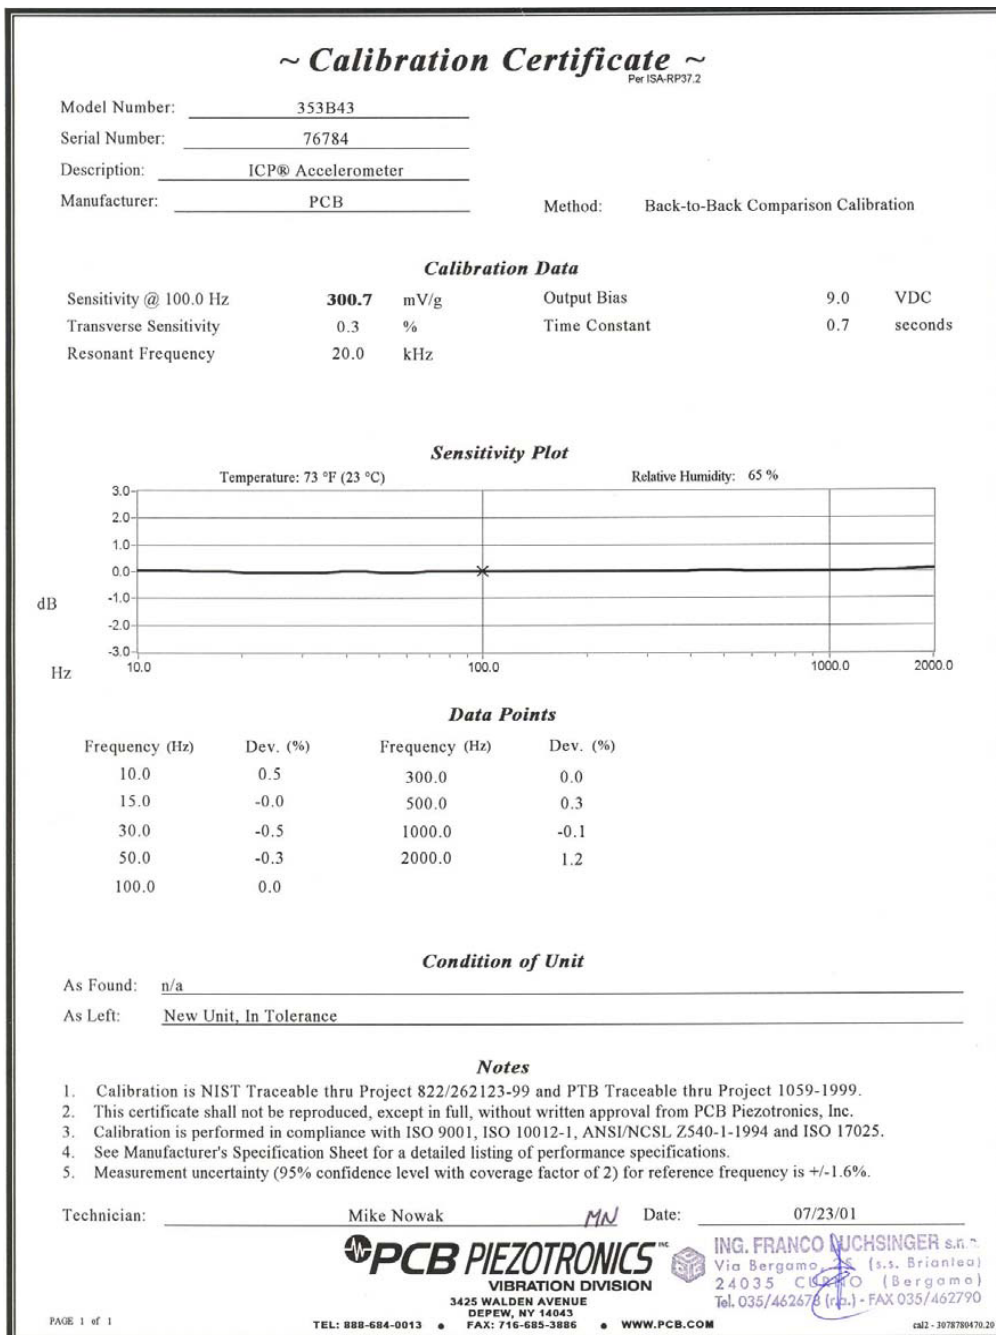 ~ Calibration Certificate ~
Per ISA-RP37.2
Model Number: 353B43
Serial Number: 76784
Description: ICP® Accelerometer
Manufacturer: PCB
Method: Back-to-Back Comparison Calibration
Calibration Data
Sensitivity @ 100.0 Hz 300.7 mV/g Output Bias 9.0 VDC
Transverse Sensitivity 0.3 % Time Constant 0.7 seconds
Resonant Frequency 20.0 kHz
Sensitivity Plot
Temperature: 73 °F (23 °C) Relative Humidity: 65 %
3.0
2.0
1.0
0.0
dB
-1.0
-2.0
-3.0
Hz
10.0 100.0 1000.0 2000.0
Data Points
Frequency (Hz) Dev. (%) Frequency (Hz) Dev. (%)
10.0 0.5 300.0 0.0
15.0 -0.0 500.0 0.3
30.0 -0.5 1000.0 -0.1
50.0 -0.3 2000.0 1.2
100.0 0.0
Condition of Unit
As Found: n/a
As Left: New Unit, In Tolerance
Notes
1. Calibration is NIST Traceable thru Project 822/262123-99 and PTB Traceable thru Project 1059-1999.
2. This certificate shall not be reproduced, except in full, without written approval from PCB Piezotronics, Inc.
3. Calibration is performed in compliance with ISO 9001, ISO 10012-1, ANSI/NCSL Z540-1-1994 and ISO 17025.
4. See Manufacturer's Specification Sheet for a detailed listing of performance specifications.
5. Measurement uncertainty (95% confidence level with coverage factor of 2) for reference frequency is +/-1.6%.
Technician: Mike Nowak MN Date: 07/23/01
PCB PIEZOTRONICS
VIBRATION DIVISION
3425 WALDEN AVENUE
DEPEW, NY 14043
TEL: 888-684-0013 • FAX: 716-685-3886 • WWW.PCB.COM
ING. FRANCO LUCHSINGER s.n.c.
Via Bergamo, 25 (s.s. Briantea)
24035 CURNO (Bergamo)
Tel. 035/462678 (r.a.) - FAX 035/462790
PAGE 1 of 1
cal2 - 3078780470.20